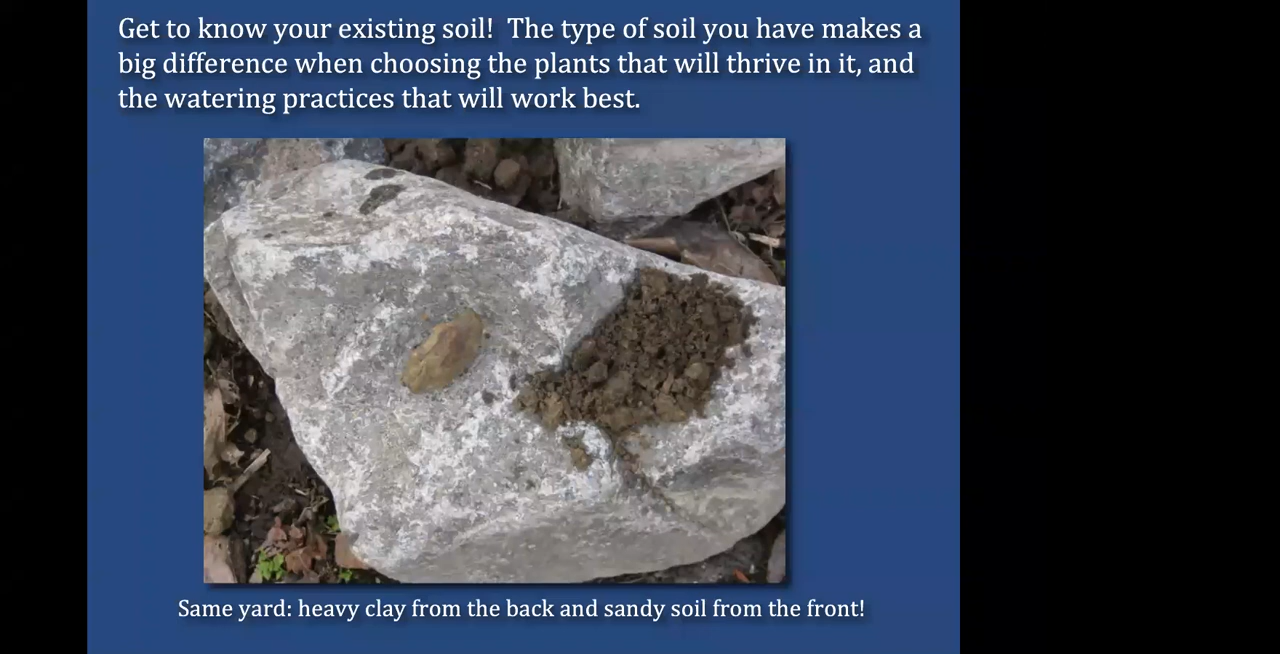 Get to know your existing soil!  The type of soil you have makes a
big difference when choosing the plants that will thrive in it, and
the watering practices that will work best.
Same yard: heavy clay from the back and sandy soil from the front!